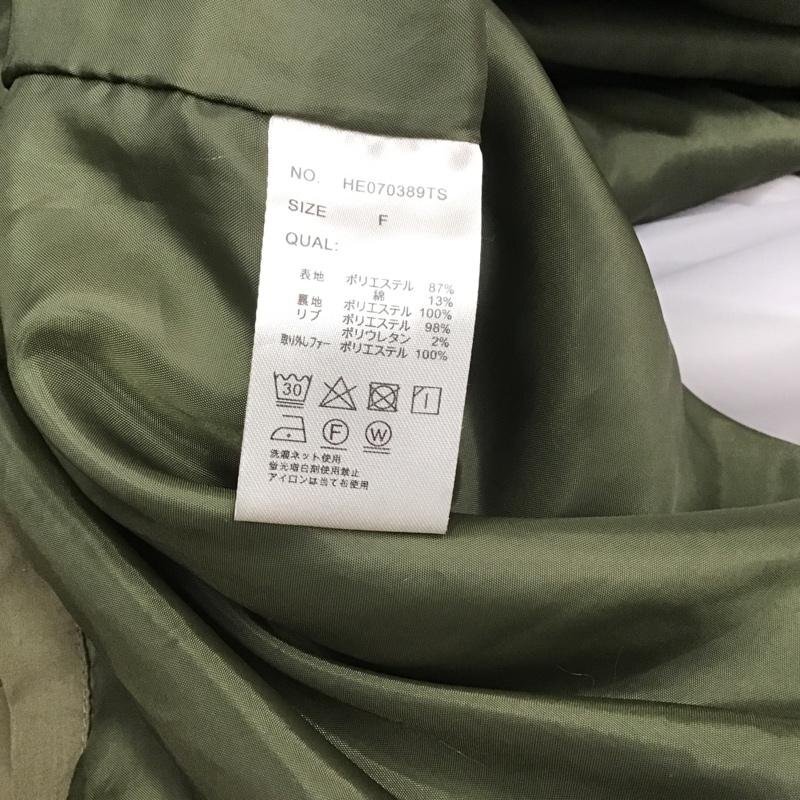 NO. HE070389TS
SIZE F
QUAL:
表地 ポリエステル 87%
綿 13%
裏地 ポリエステル 100%
リブ ポリエステル 98%
ポリウレタン 2%
取り外しファー ポリエステル 100%
30
F W
洗濯ネット使用
蛍光増白剤使用禁止
アイロンは当て布使用